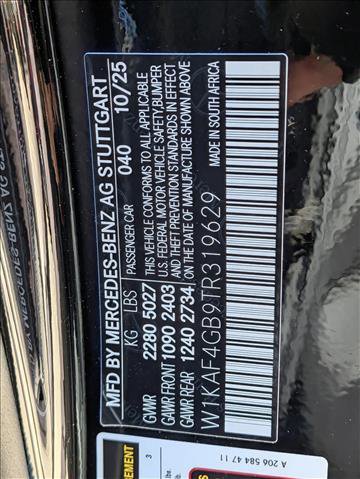 MFD BY MERCEDES-BENZ AG STUTTGART
PASSENGER CAR 040 10/25
KG LBS
GVWR 2280 5027
GAWR FRONT 1090 2403
GAWR REAR 1240 2734
THIS VEHICLE CONFORMS TO ALL APPLICABLE
U.S. FEDERAL MOTOR VEHICLE SAFETY,BUMPER
AND THEFT PREVENTION STANDARDS IN EFFECT
ON THE DATE OF MANUFACTURE SHOWN ABOVE
W1KAF4GB9TR319629
MADE IN SOUTH AFRICA
A 206 584 47 11
3